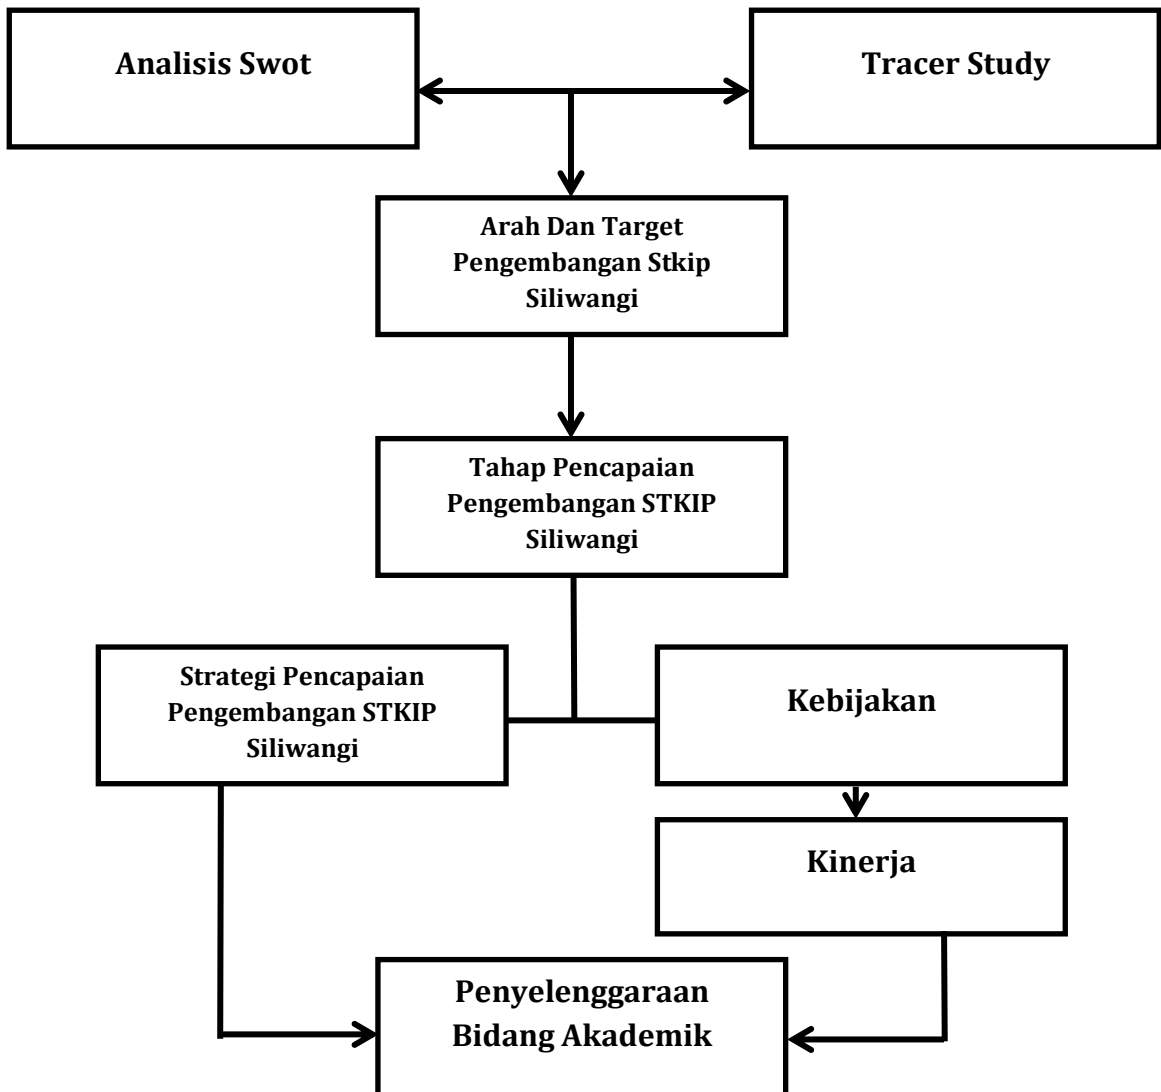 Analisis Swot
Tracer Study
Arah Dan Target
Pengembangan Stkip
Siliwangi
Tahap Pencapaian
Pengembangan STKIP
Siliwangi
Strategi Pencapaian
Pengembangan STKIP
Siliwangi
Kebijakan
Kinerja
Penyelenggaraan
Bidang Akademik